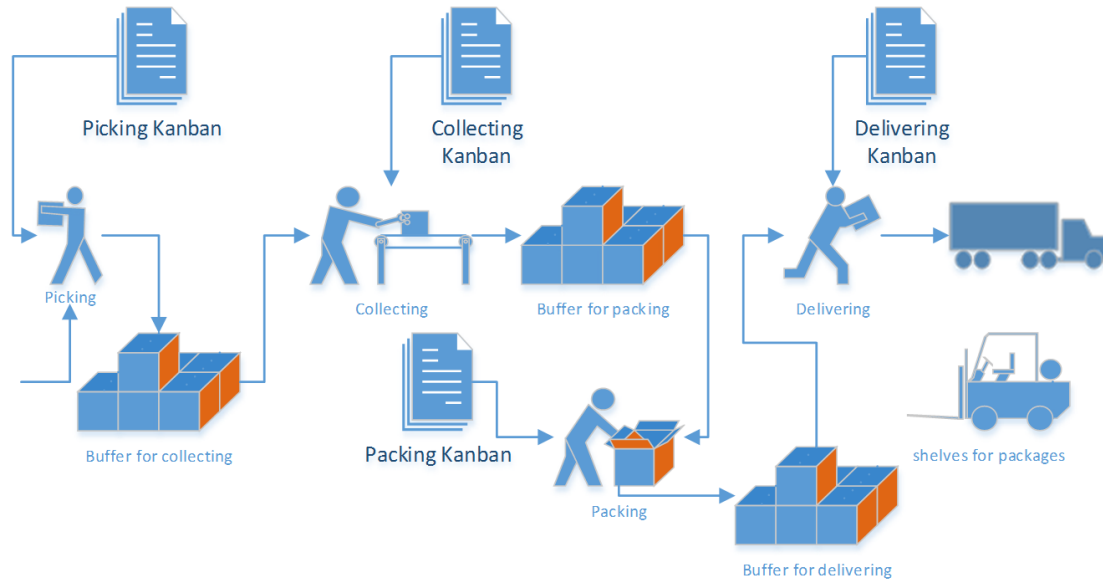 Picking Kanban
Collecting
Kanban
Delivering
Kanban
Picking
Collecting
Buffer for packing
Delivering
Buffer for collecting
Packing Kanban
shelves for packages
Packing
Buffer for delivering